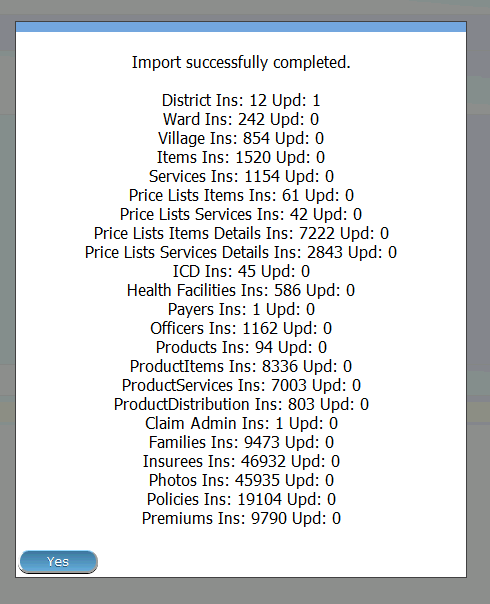 Import successfully completed.
District Ins: 12 Upd: 1
Ward Ins: 242 Upd: 0
Village Ins: 854 Upd: 0
Items Ins: 1520 Upd: 0
Services Ins: 1154 Upd: 0
Price Lists Items Ins: 61 Upd: 0
Price Lists Services Ins: 42 Upd: 0
Price Lists Items Details Ins: 7222 Upd: 0
Price Lists Services Details Ins: 2843 Upd: 0
ICD Ins: 45 Upd: 0
Health Facilities Ins: 586 Upd: 0
Payers Ins: 1 Upd: 0
Officers Ins: 1162 Upd: 0
Products Ins: 94 Upd: 0
ProductItems Ins: 8336 Upd: 0
ProductServices Ins: 7003 Upd: 0
ProductDistribution Ins: 803 Upd: 0
Claim Admin Ins: 1 Upd: 0
Families Ins: 9473 Upd: 0
Insurees Ins: 46932 Upd: 0
Photos Ins: 45935 Upd: 0
Policies Ins: 19104 Upd: 0
Premiums Ins: 9790 Upd: 0
Yes